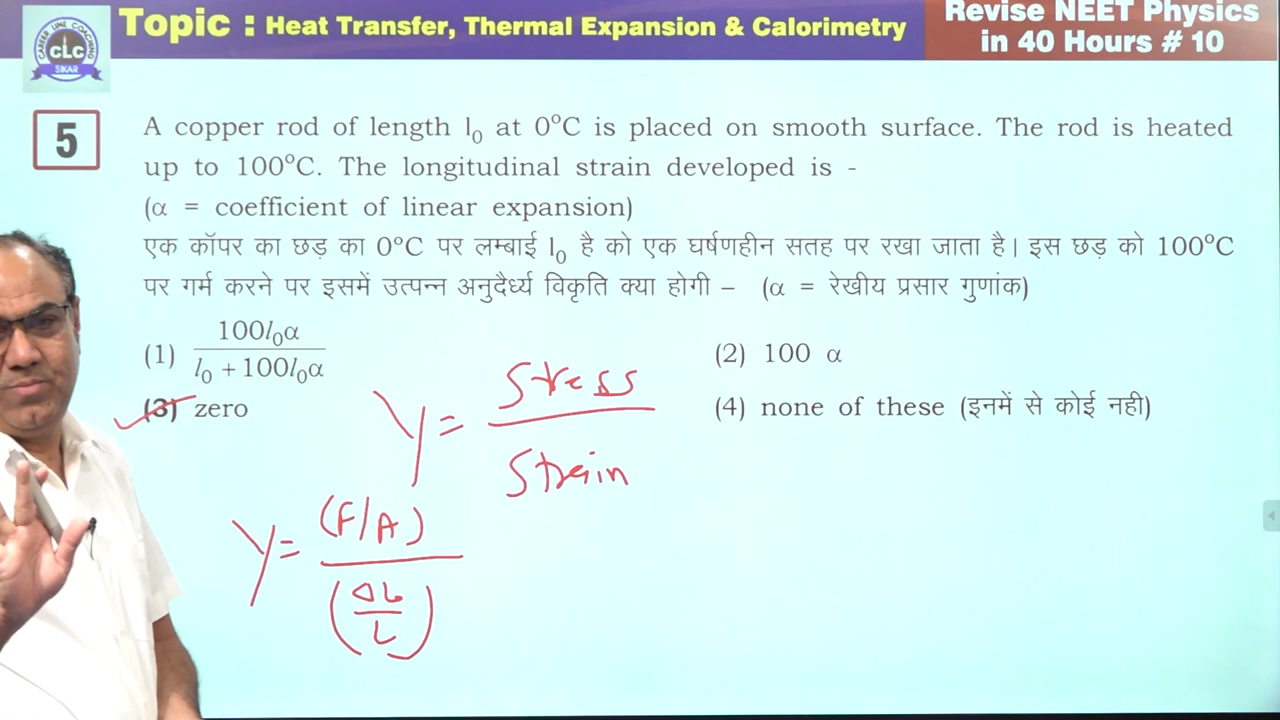 CAREER LINE COACHING
CLC
SIKAR
Topic : Heat Transfer, Thermal Expansion & Calorimetry
Revise NEET Physics
in 40 Hours # 10
5
A copper rod of length l₀ at 0°C is placed on smooth surface. The rod is heated
up to 100°C. The longitudinal strain developed is -
(α = coefficient of linear expansion)
एक कॉपर का छड़ का 0°C पर लम्बाई l₀ है को एक घर्षणहीन सतह पर रखा जाता है। इस छड़ को 100°C
पर गर्म करने पर इसमें उत्पन्न अनुदैर्ध्य विकृति क्या होगी – (α = रेखीय प्रसार गुणांक)
(1) 100l₀α / l₀ + 100l₀α
(2) 100 α
(3) zero
(4) none of these (इनमें से कोई नही)
Y = Stress / Strain
Y = (F/A) / (ΔL / L)